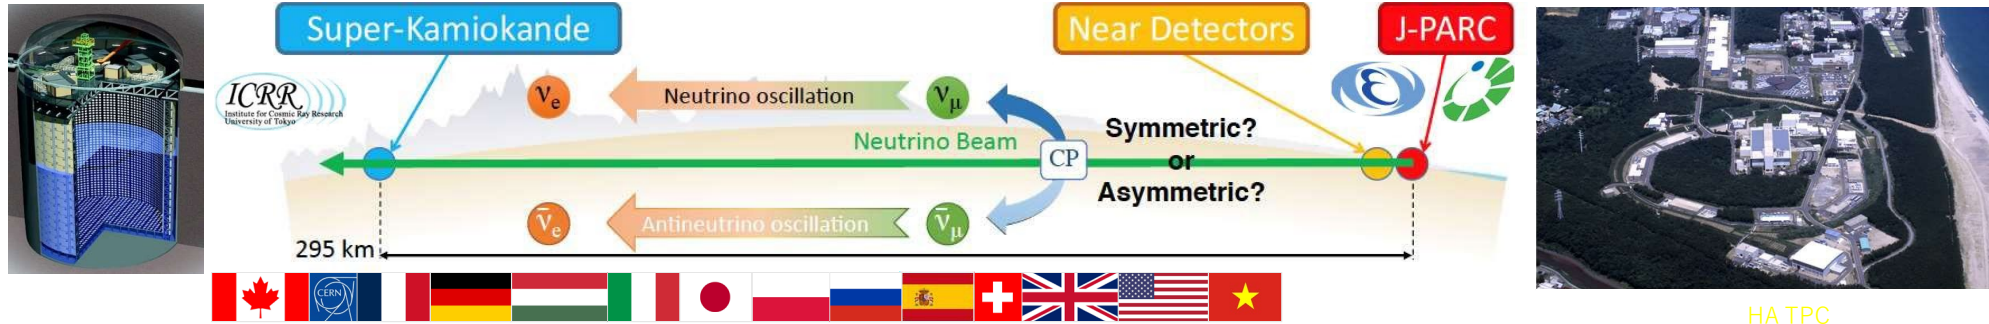 Super-Kamiokande
Near Detectors
J-PARC
ICRR
Institute for Cosmic Ray Research
University of Tokyo
νe
Neutrino oscillation
νμ
Symmetric?
Neutrino Beam
CP
or
Asymmetric?
ν̄e
Antineutrino oscillation
ν̄μ
295 km
CERN
HA TPC